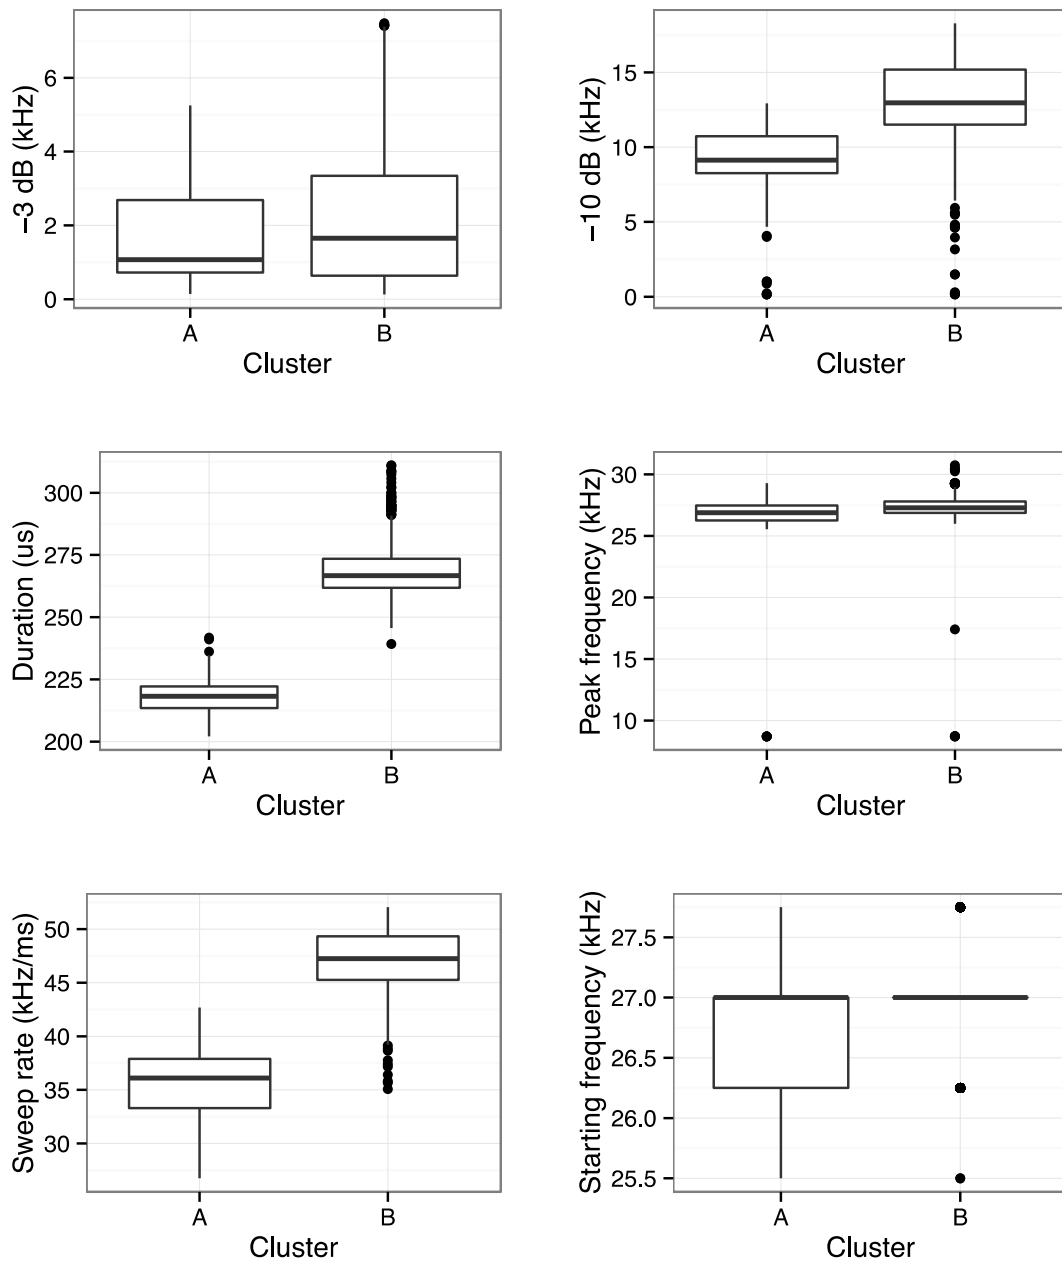 −3 dB (kHz)
6
4
2
0
A B
Cluster
−10 dB (kHz)
15
10
5
0
A B
Cluster
Duration (us)
300
275
250
225
200
A B
Cluster
Peak frequency (kHz)
30
25
20
15
10
A B
Cluster
Sweep rate (kHz/ms)
50
45
40
35
30
A B
Cluster
Starting frequency (kHz)
27.5
27.0
26.5
26.0
25.5
A B
Cluster